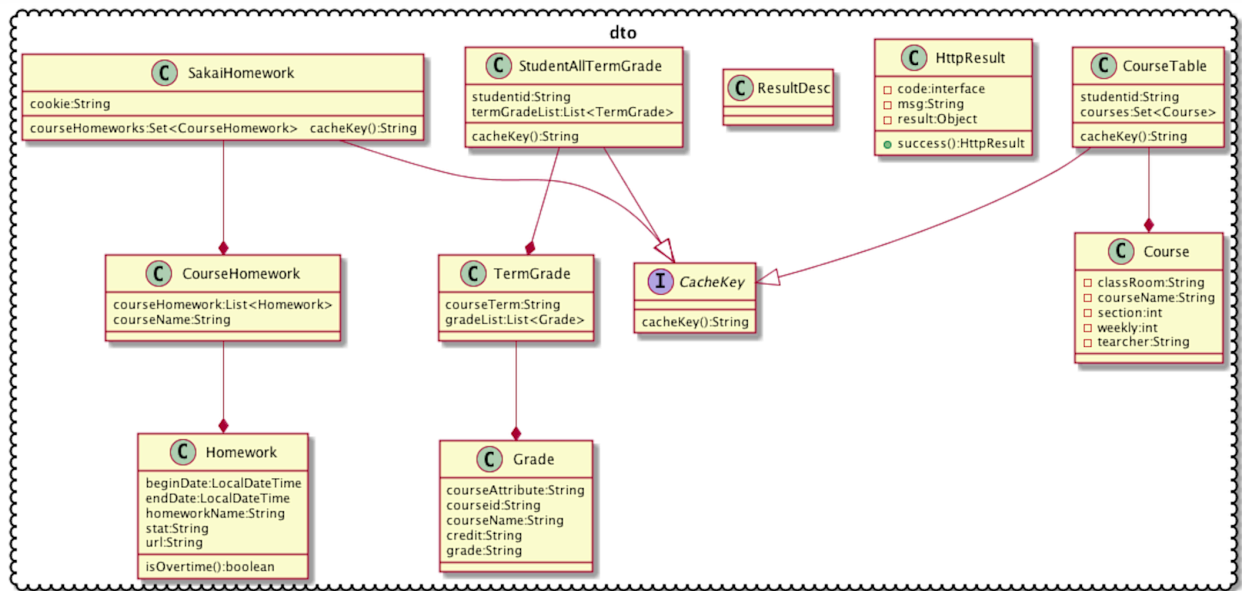 dto
C SakaiHomework
cookie:String
courseHomeworks:Set<CourseHomework> cacheKey():String
C StudentAllTermGrade
studentid:String
termGradeList:List<TermGrade>
cacheKey():String
C ResultDesc
C HttpResult
code:interface
msg:String
result:Object
success():HttpResult
C CourseTable
studentid:String
courses:Set<Course>
cacheKey():String
C CourseHomework
courseHomework:List<Homework>
courseName:String
C TermGrade
courseTerm:String
gradeList:List<Grade>
I CacheKey
cacheKey():String
C Course
classRoom:String
courseName:String
section:int
weekly:int
tearcher:String
C Homework
beginDate:LocalDateTime
endDate:LocalDateTime
homeworkName:String
stat:String
url:String
isOvertime():boolean
C Grade
courseAttribute:String
courseid:String
courseName:String
credit:String
grade:String